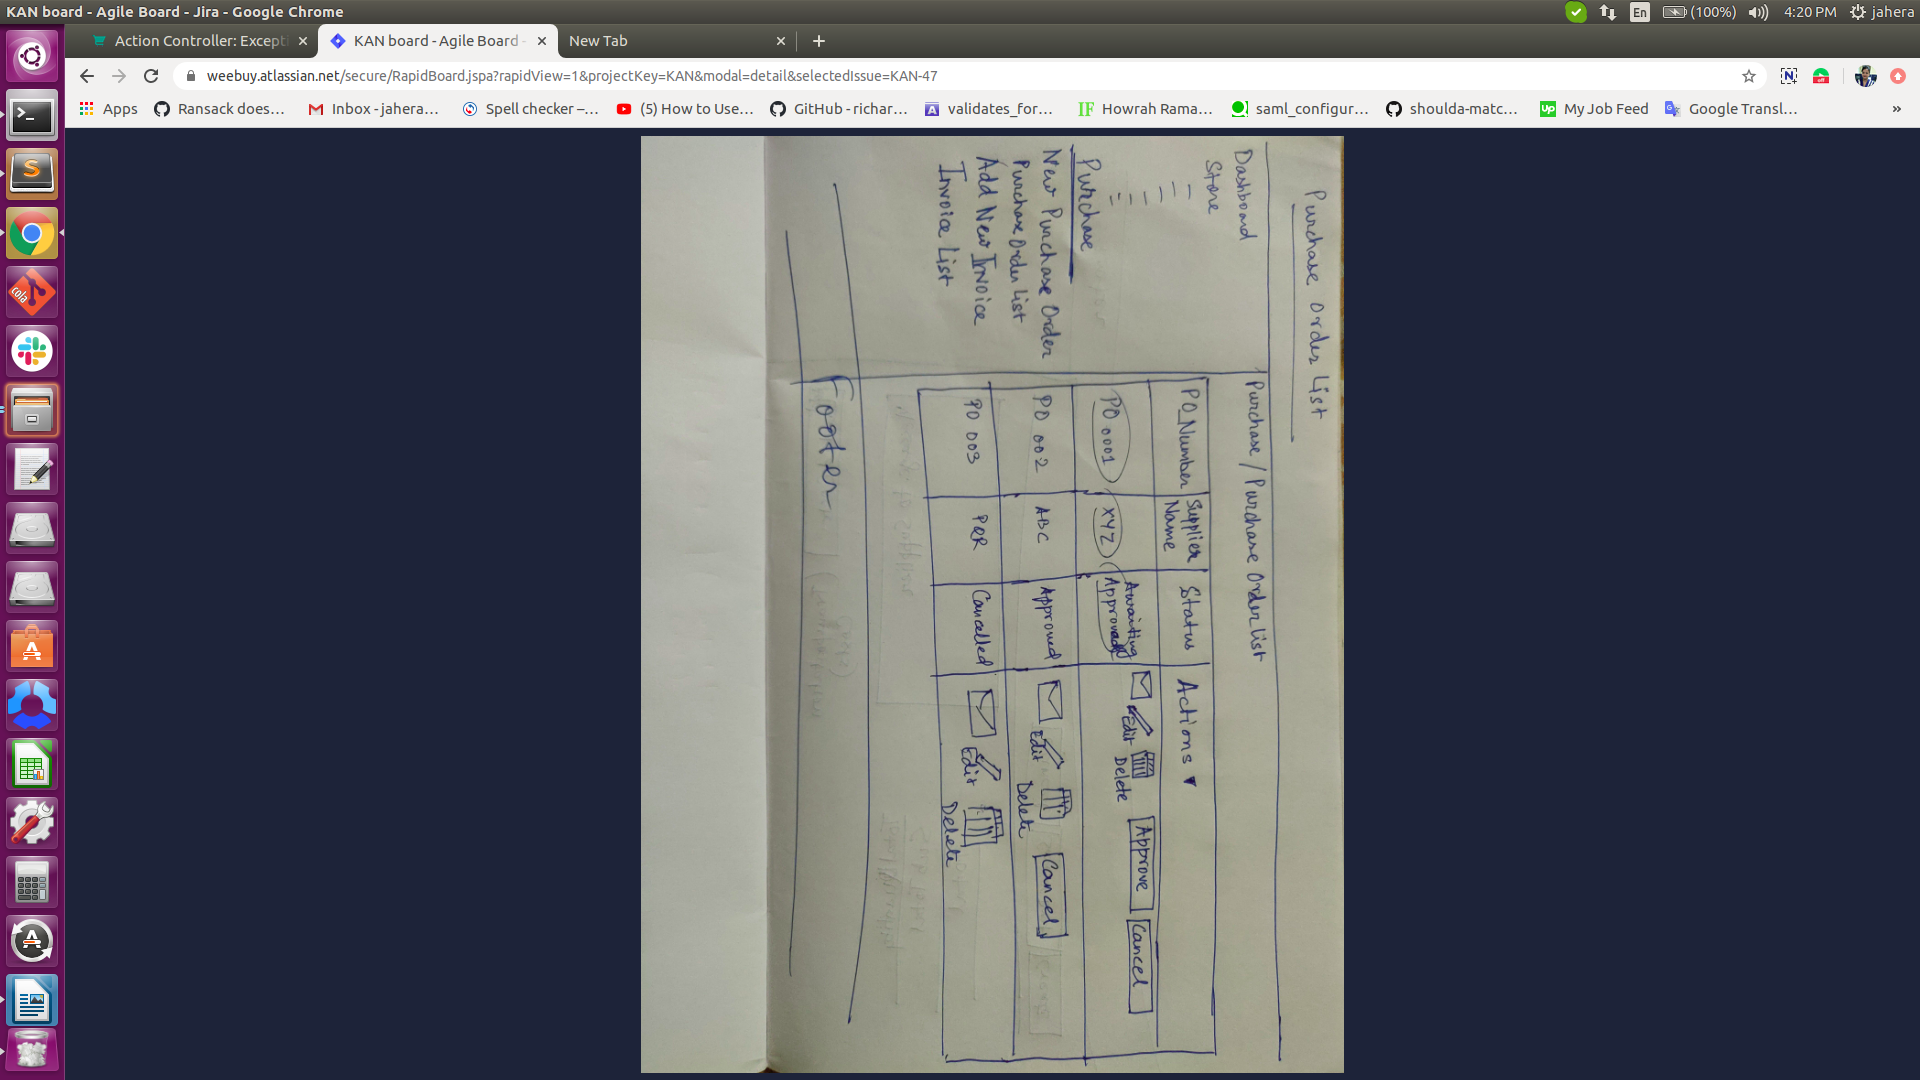 KAN board - Agile Board - Jira - Google Chrome
En
(100%)
4:20 PM
jahera
Action Controller: Except
KAN board - Agile Board -
New Tab
weebuy.atlassian.net/secure/RapidBoard.jspa?rapidView=1&projectKey=KAN&modal=detail&selectedIssue=KAN-47
Apps
Ransack does...
Inbox - jahera...
Spell checker –...
(5) How to Use...
GitHub - richar...
validates_for...
Howrah Rama...
saml_configur...
shoulda-matc...
My Job Feed
Google Transl...
»
Purchase Order List
Dashboard
Store
Purchase
New Purchase Order
Purchase Order List
Add New Invoice
Invoice List
Purchase / Purchase Order List
PO_Number
Supplier Name
Status
Actions
PO 0001
XYZ
Awaiting
Approved
Edit
Delete
Approve
Cancel
PO 002
ABC
Approved
Edit
Delete
Cancel
PO 003
PQR
Cancelled
Edit
Delete
Footer